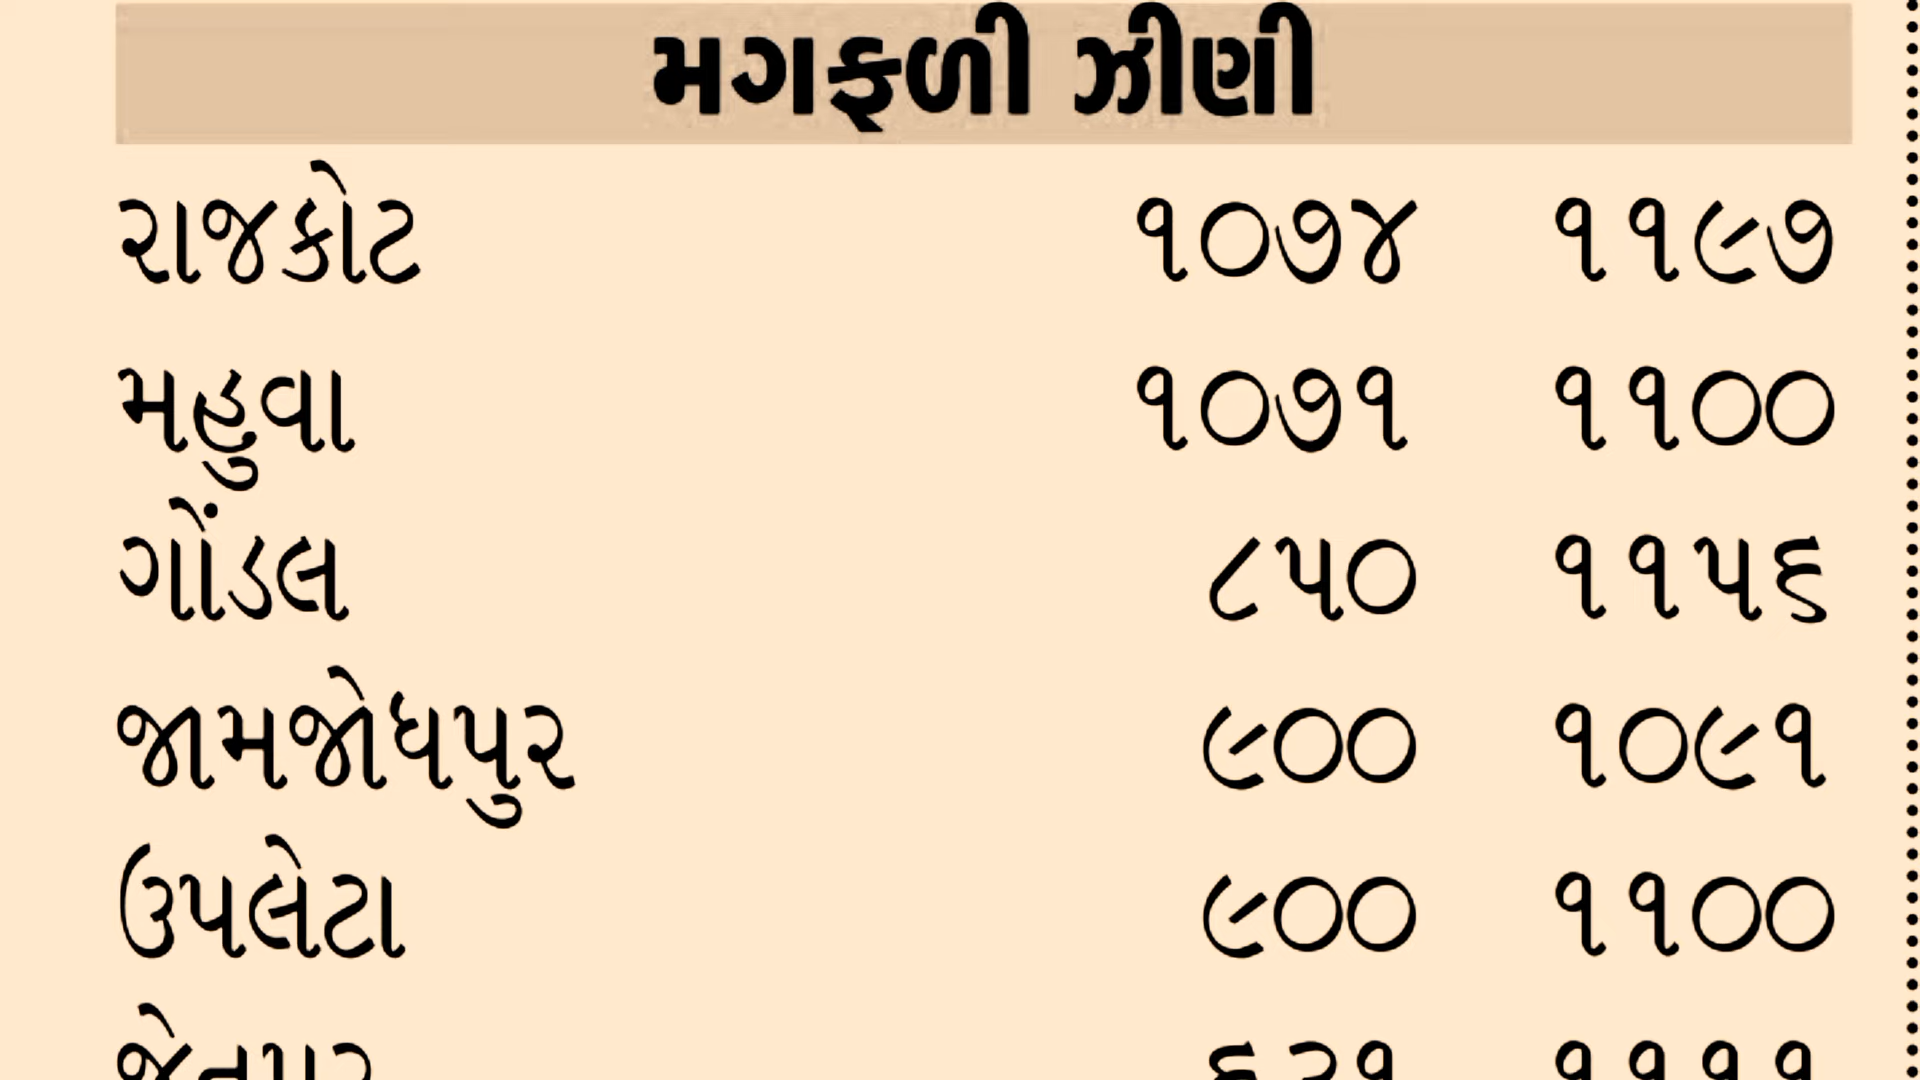 મગફળી ઝીણી
રાજકોટ ૧૦૭૪ ૧૧૯૭
મહુવા ૧૦૭૧ ૧૧૦૦
ગોંડલ ૮૫૦ ૧૧૫૬
જામજોધપુર ૯૦૦ ૧૦૯૧
ઉપલેટા ૯૦૦ ૧૧૦૦